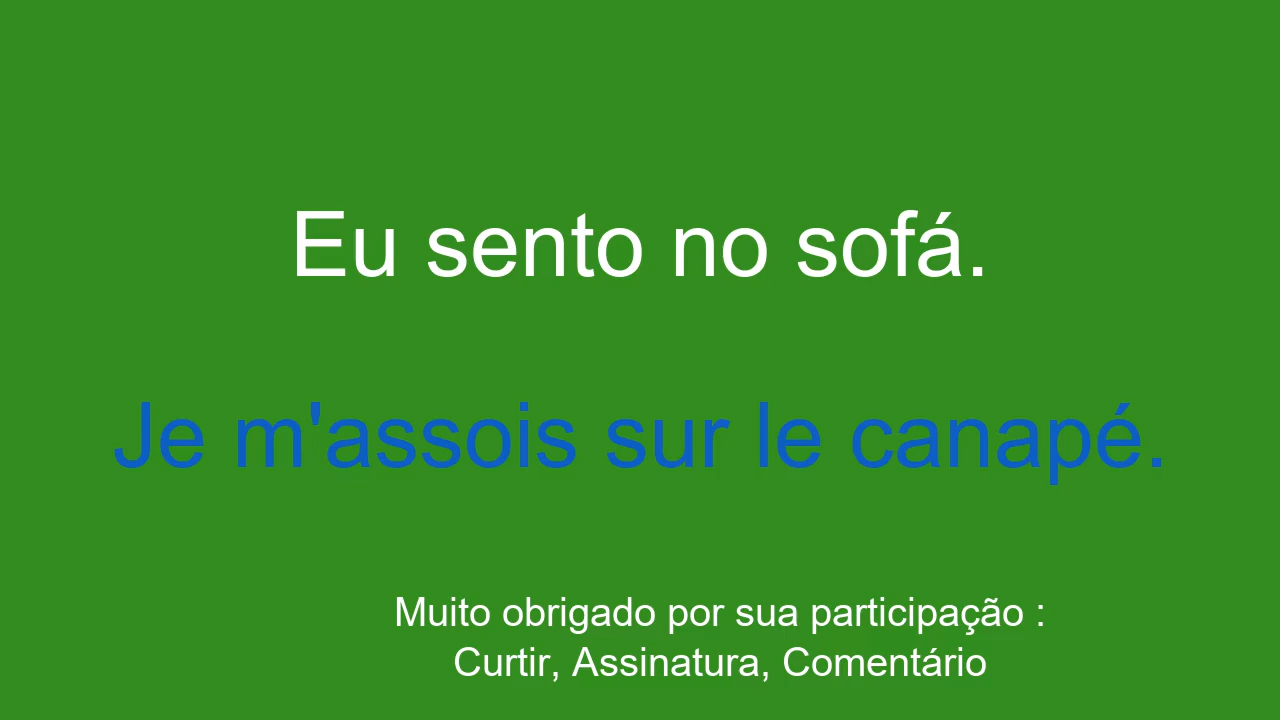 Eu sento no sofá.
Je m'assois sur le canapé.
Muito obrigado por sua participação :
Curtir, Assinatura, Comentário